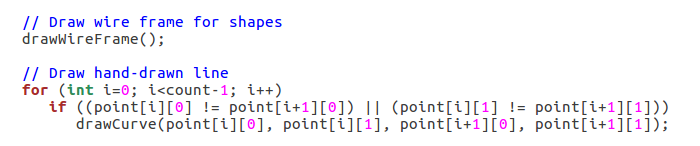 // Draw wire frame for shapes
drawWireFrame();
// Draw hand-drawn line
for (int i=0; i<count-1; i++)
if ((point[i][0] != point[i+1][0]) || (point[i][1] != point[i+1][1]))
drawCurve(point[i][0], point[i][1], point[i+1][0], point[i+1][1]);